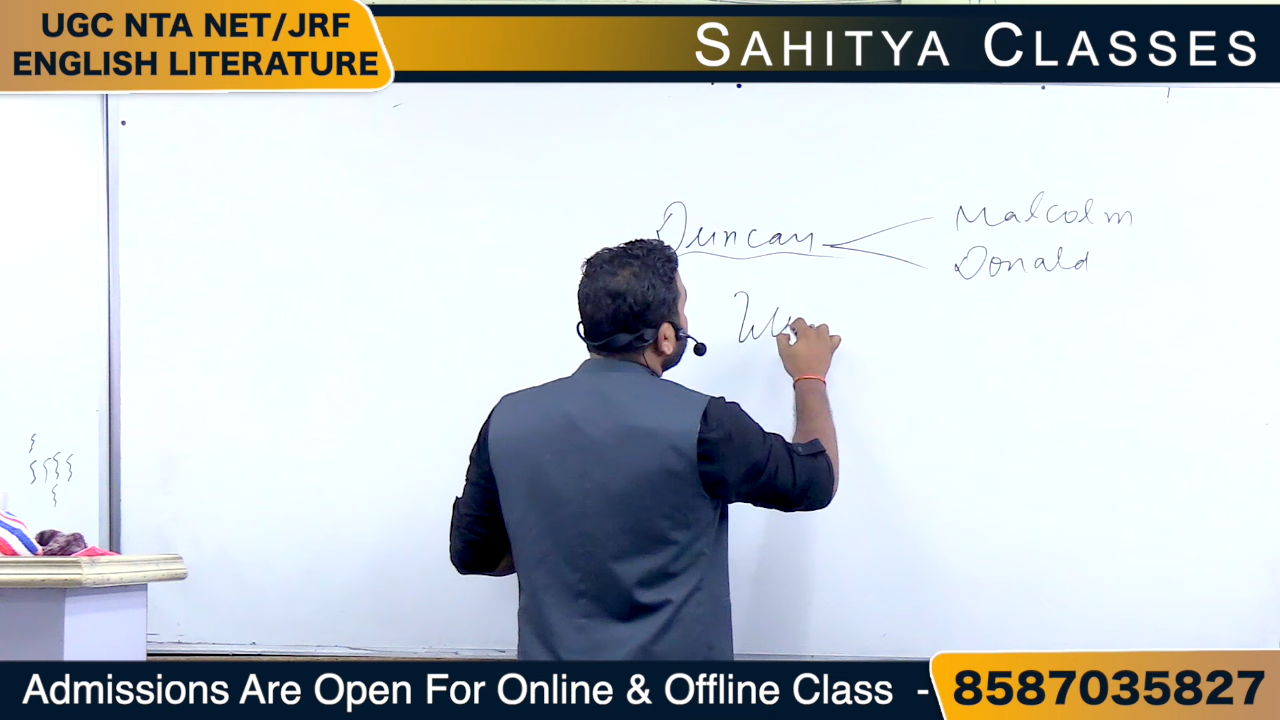 UGC NTA NET/JRF
ENGLISH LITERATURE
SAHITYA CLASSES
Duncan
Malcolm
Donald
Admissions Are Open For Online & Offline Class - 8587035827